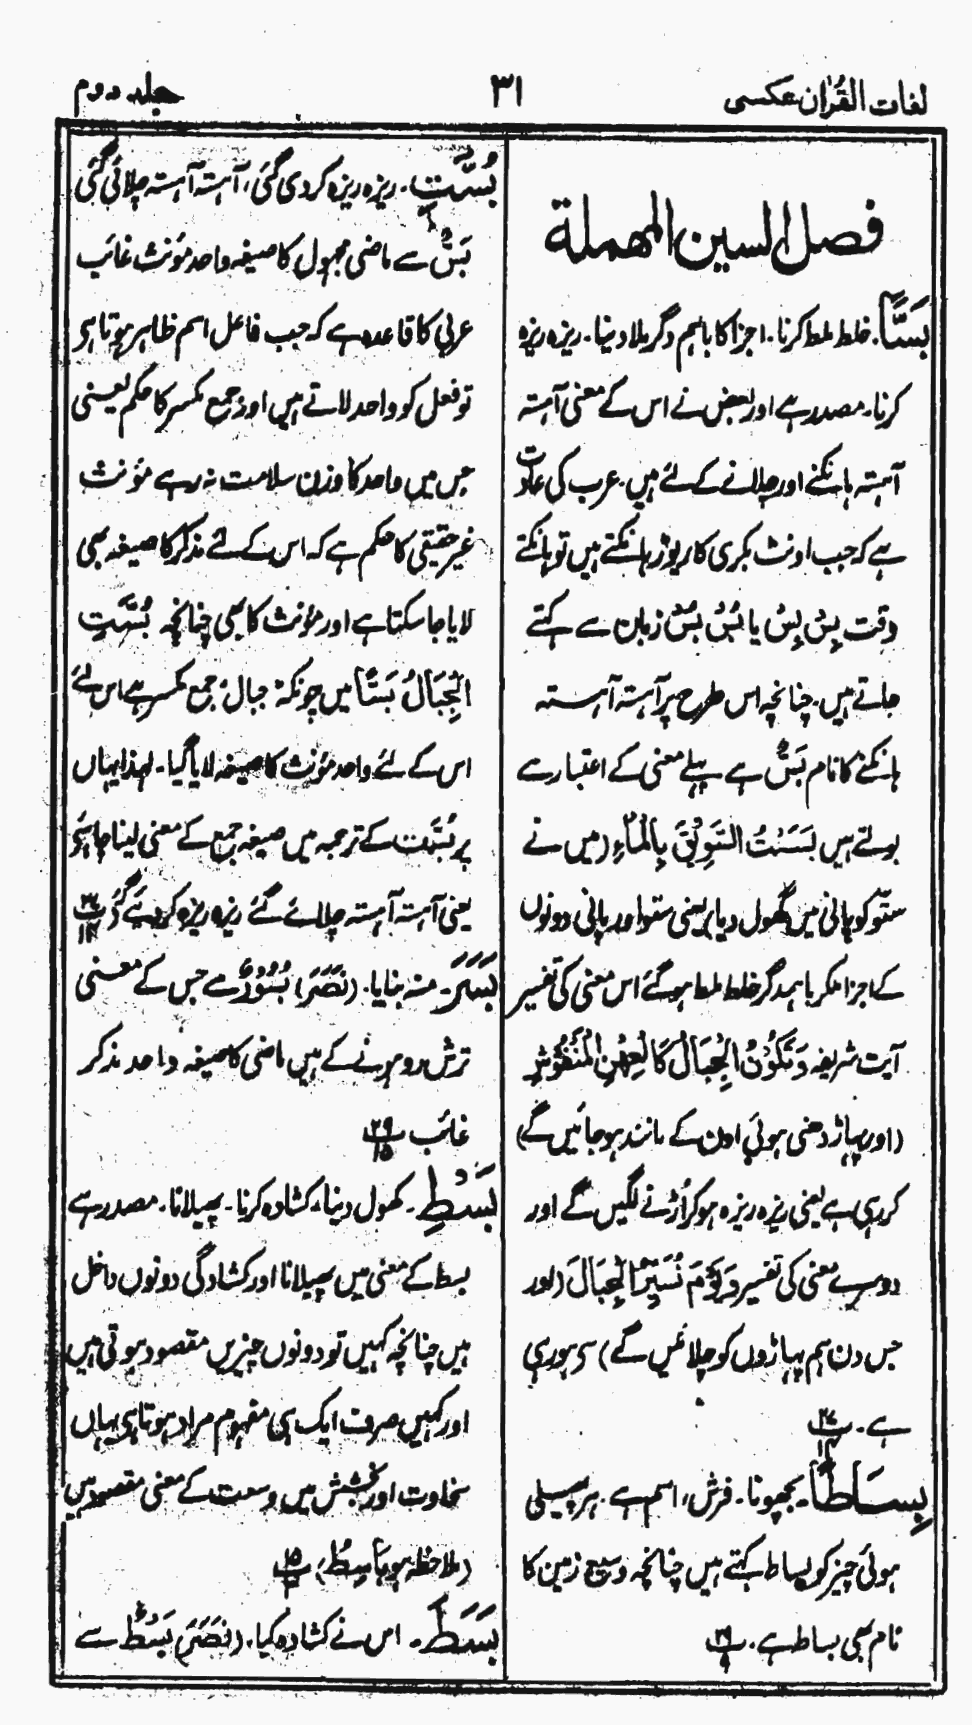 لغات القرآن عکسی
۳۱
جلد دوم
فصل السین المهملة
بَسًّا۔ خلط ملط کرنا۔ اجزا کا باہم دگر ملا دینا۔ ریزہ ریزہ
کرنا۔ مصدر ہے اور بعض نے اس کے معنی آہستہ
آہستہ ہانکنے اور چلانے کے لئے ہیں۔ عرب کی عادت
ہے کہ جب اونٹ بکری کا ریوڑ ہانکتے ہیں تو ہانکتے
وقت بِسْ بِسْ یا بُسْ بُسْ زبان سے کہتے
جاتے ہیں۔ چنانچہ اس طرح پر آہستہ آہستہ
ہانکنے کا نام بَسٌّ ہے پہلے معنی کے اعتبار سے
بولتے ہیں بَسَسْتُ السَّوِيْقَ بِالْمَاءِ (میں نے
ستو کو پانی میں گھول دیا) یعنی ستو اور پانی دونوں
کے اجزا ملکر باہمدگر خلط ملط ہو گئے اس معنی کی تفسیر
آیت شریفہ وَتَكُوْنُ الْجِبَالُ كَالْعِهْنِ الْمَنْفُوْشِ
(اور پہاڑ دھنی ہوئی اون کے مانند ہو جائیں گے)
کر رہی ہے یعنی ریزہ ریزہ ہو کر اڑنے لگیں گے اور
دوسرے معنی کی تفسیر وَيَوْمَ نُسَيِّرُ الْجِبَالَ (اور
جس دن ہم پہاڑوں کو چلائیں گے) سے ہو رہی
ہے۔ پ ۲۷ ۱۴
بِسَاطًا۔ بچھونا۔ فرش، اسم ہے۔ ہر پھیلی
ہوئی چیز کو بساط کہتے ہیں چنانچہ وسیع زمین کا
نام بھی بساط ہے۔ پ ۲۹ ۹
بُسَّتِ۔ ریزہ ریزہ کر دی گئی، آہستہ آہستہ چلائی گئی
بَسٌّ سے ماضی مجہول کا صیغہ واحد مؤنث غائب
عربی کا قاعدہ ہے کہ جب فاعل اسم ظاہر ہوتا ہے
تو فعل کو واحد لاتے ہیں اور جمع مکسر کا حکم یعنی
جس میں واحد کا وزن سلامت نہ رہے مؤنث
غیر حقیقی کا حکم ہے کہ اس کے لئے مذکر کا صیغہ بھی
لایا جا سکتا ہے اور مؤنث کا بھی چنانچہ بُسَّتِ
الْجِبَالُ بَسًّا میں چونکہ جبال جمع مکسر ہے اس لئے
اس کے لئے واحد مؤنث کا صیغہ لایا گیا۔ لہذا یہاں
پر بُسَّت کے ترجمہ میں صیغہ جمع کے معنی لینا چاہئے
یعنی آہستہ آہستہ چلائے گئے ریزہ ریزہ کر دیئے گئے پ ۲۷ ۱۴
بَسَرَ۔ منہ بنایا۔ (نَصَرَ) بُسُوْرٌ سے جس کے معنی
ترش رو ہونے کے ہیں ماضی کا صیغہ واحد مذکر
غائب پ ۲۹ ۱۵
بَسْطِ۔ کھول دینا، کشادہ کرنا۔ پھیلانا۔ مصدر ہے
بسط کے معنی میں پھیلانا اور کشادگی دونوں داخل
ہیں چنانچہ کہیں تو دونوں چیزیں مقصود ہوتی ہیں
اور کہیں صرف ایک ہی مفہوم مراد ہوتا ہے یہاں
سخاوت اور بخشش میں وسعت کے معنی مقصود ہیں
(ملاحظہ ہو بَاسِطُ) پ ۱۵
بَسَطَ۔ اس نے کشادہ کیا۔ (نَصَرَ) بَسْطٌ سے